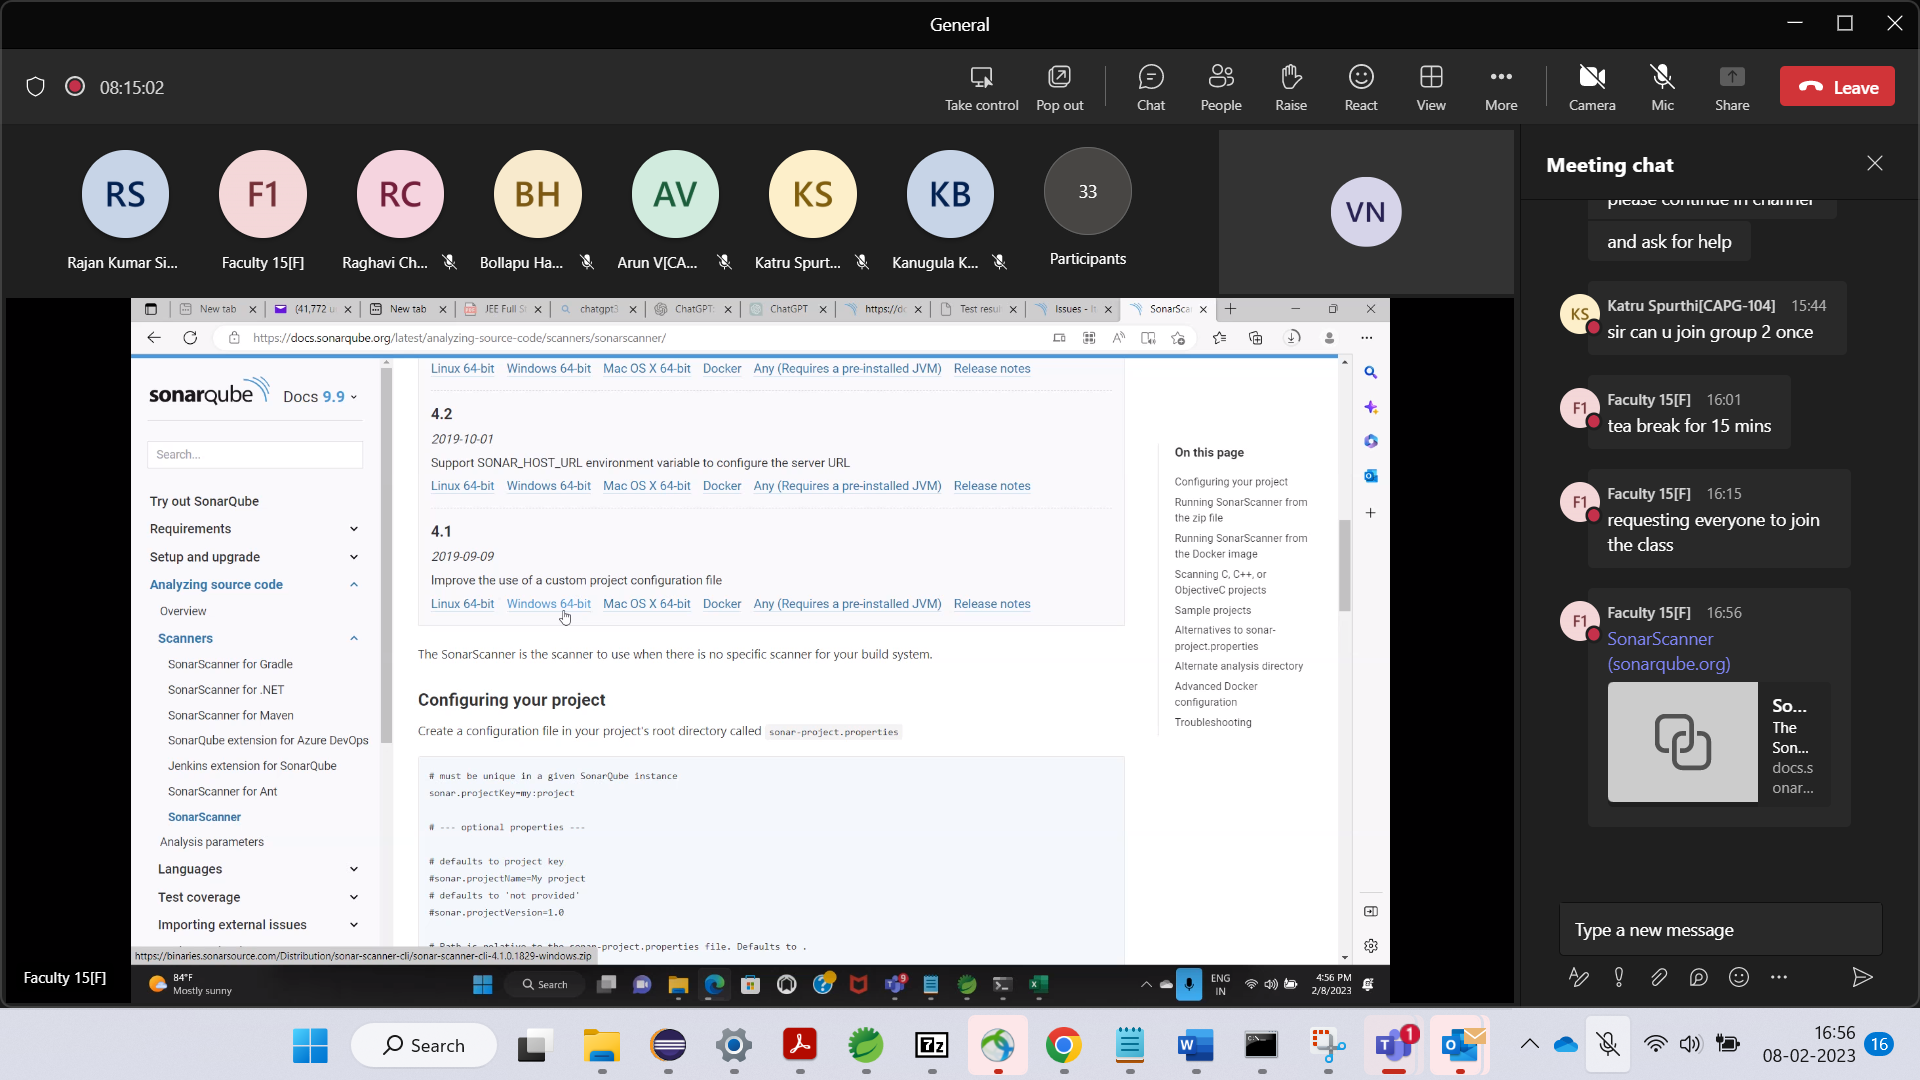 General
08:15:02
Take control
Pop out
Chat
People
Raise
React
View
More
Camera
Mic
Share
Leave
RS
F1
RC
BH
AV
KS
KB
33
VN
Rajan Kumar Si...
Faculty 15[F]
Raghavi Ch...
Bollapu Ha...
Arun V[CA...
Katru Spurt...
Kanugula K...
Participants
New tab
(41,772 u
New tab
JEE Full S
chatgpt3
ChatGPT
ChatGPT
https://d
Test resu
Issues - h
SonarSca
https://docs.sonarqube.org/latest/analyzing-source-code/scanners/sonarscanner/
sonarqube
Docs 9.9
Search...
Try out SonarQube
Requirements
Setup and upgrade
Analyzing source code
Overview
Scanners
SonarScanner for Gradle
SonarScanner for .NET
SonarScanner for Maven
SonarQube extension for Azure DevOps
Jenkins extension for SonarQube
SonarScanner for Ant
SonarScanner
Analysis parameters
Languages
Test coverage
Importing external issues
https://binaries.sonarsource.com/Distribution/sonar-scanner-cli/sonar-scanner-cli-4.1.0.1829-windows.zip
Linux 64-bit Windows 64-bit Mac OS X 64-bit Docker Any (Requires a pre-installed JVM) Release notes
4.2
2019-10-01
Support SONAR_HOST_URL environment variable to configure the server URL
Linux 64-bit Windows 64-bit Mac OS X 64-bit Docker Any (Requires a pre-installed JVM) Release notes
4.1
2019-09-09
Improve the use of a custom project configuration file
Linux 64-bit Windows 64-bit Mac OS X 64-bit Docker Any (Requires a pre-installed JVM) Release notes
The SonarScanner is the scanner to use when there is no specific scanner for your build system.
Configuring your project
Create a configuration file in your project's root directory called sonar-project.properties
# must be unique in a given SonarQube instance
sonar.projectKey=my:project
# --- optional properties ---
# defaults to project key
#sonar.projectName=My project
# defaults to 'not provided'
#sonar.projectVersion=1.0
# Path is relative to the sonar-project.properties file. Defaults to .
On this page
Configuring your project
Running SonarScanner from
the zip file
Running SonarScanner from
the Docker image
Scanning C, C++, or
ObjectiveC projects
Sample projects
Alternatives to sonar-
project.properties
Alternate analysis directory
Advanced Docker
configuration
Troubleshooting
84°F
Mostly sunny
Search
9
ENG
IN
4:56 PM
2/8/2023
Faculty 15[F]
Meeting chat
please continue in channel
and ask for help
KS
Katru Spurthi[CAPG-104] 15:44
sir can u join group 2 once
F1
Faculty 15[F] 16:01
tea break for 15 mins
F1
Faculty 15[F] 16:15
requesting everyone to join
the class
F1
Faculty 15[F] 16:56
SonarScanner
(sonarqube.org)
So...
The
Son...
docs.s
onar...
Type a new message
Search
7z
1
16:56
08-02-2023
16